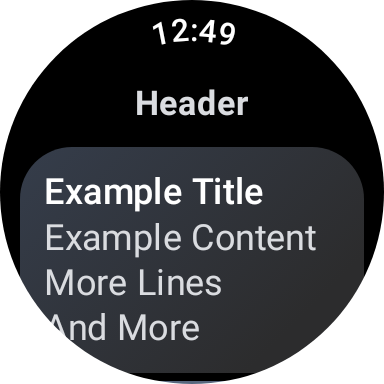 12:49
Header
Example Title
Example Content
More Lines
And More